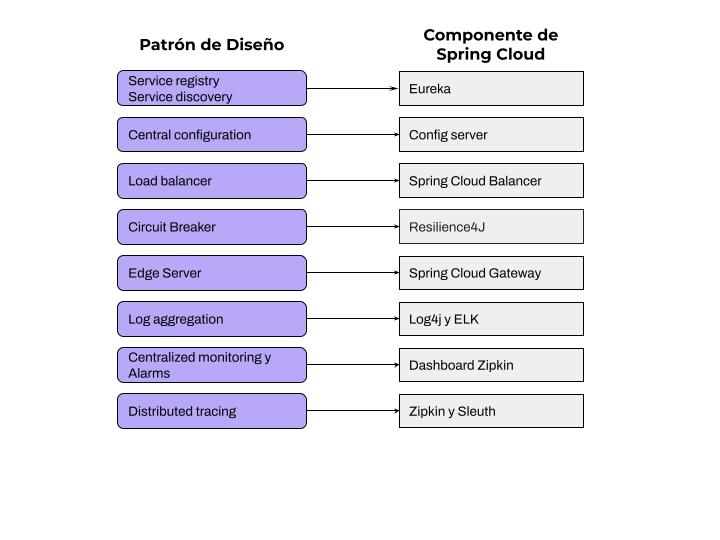 Patrón de Diseño
Componente de
Spring Cloud
Service registry
Service discovery
Eureka
Central configuration
Config server
Load balancer
Spring Cloud Balancer
Circuit Breaker
Resilience4J
Edge Server
Spring Cloud Gateway
Log aggregation
Log4j y ELK
Centralized monitoring y
Alarms
Dashboard Zipkin
Distributed tracing
Zipkin y Sleuth